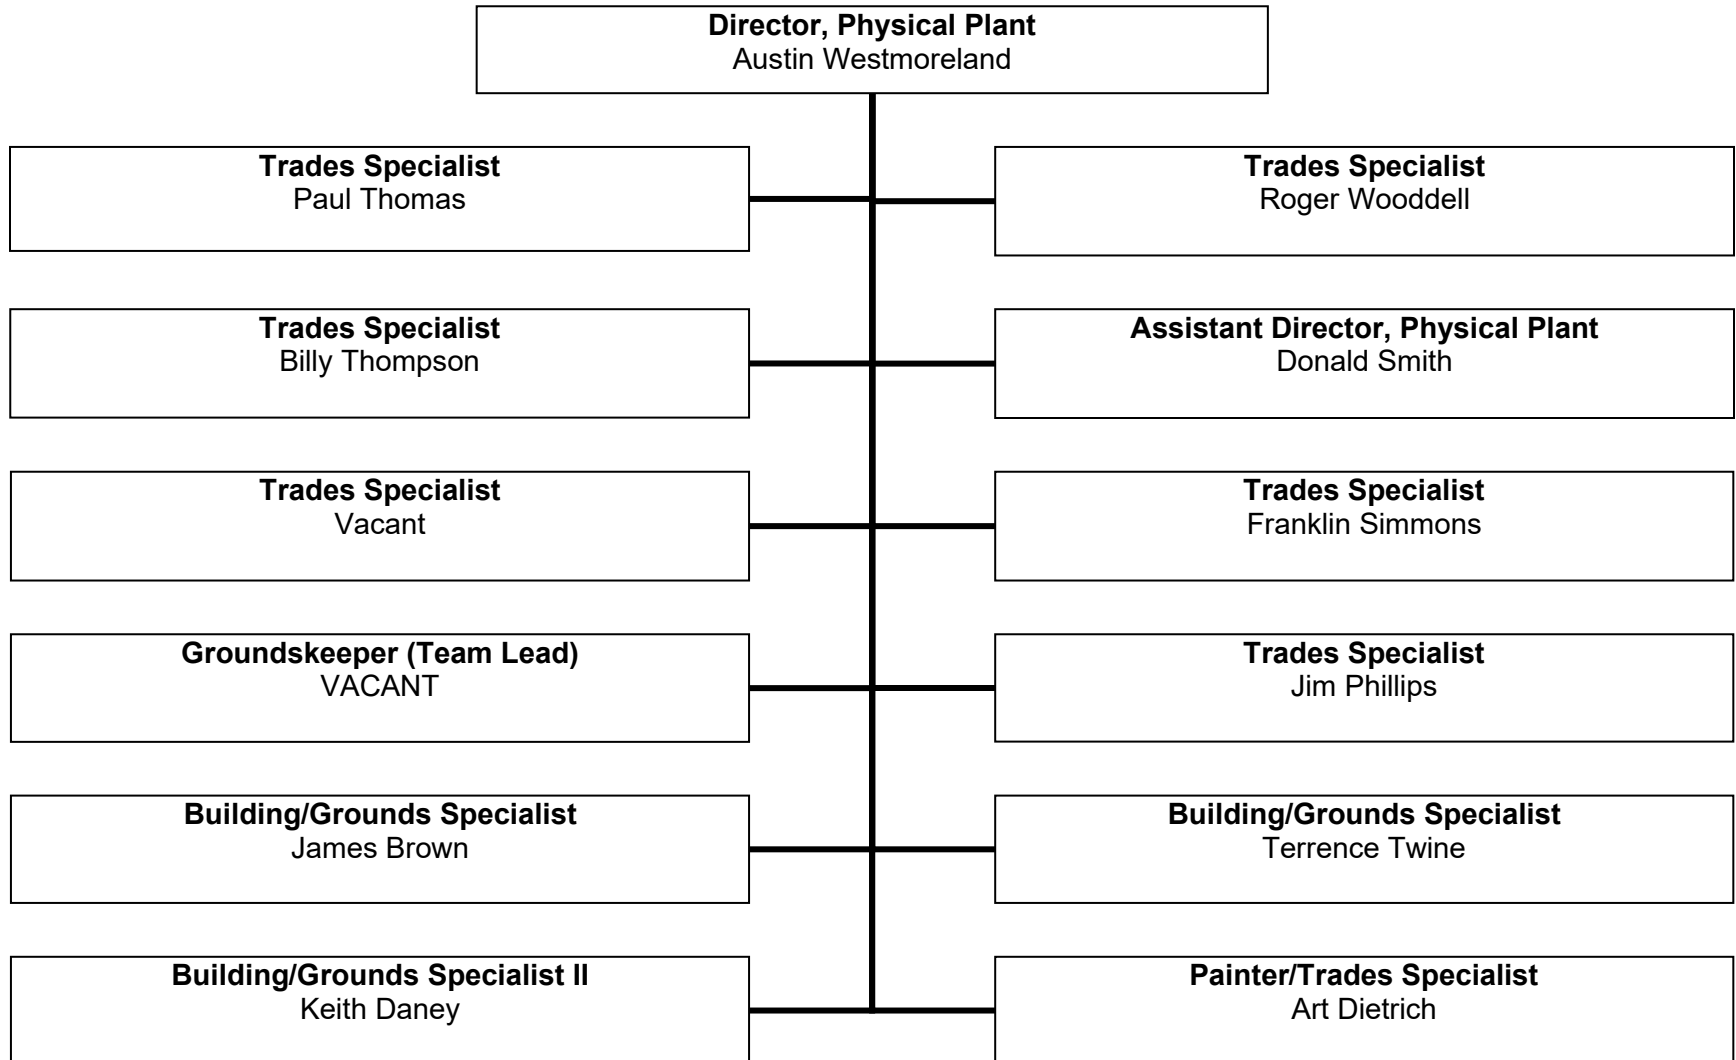 Director, Physical Plant
Austin Westmoreland
Trades Specialist
Paul Thomas
Trades Specialist
Roger Wooddell
Trades Specialist
Billy Thompson
Assistant Director, Physical Plant
Donald Smith
Trades Specialist
Vacant
Trades Specialist
Franklin Simmons
Groundskeeper (Team Lead)
VACANT
Trades Specialist
Jim Phillips
Building/Grounds Specialist
James Brown
Building/Grounds Specialist
Terrence Twine
Building/Grounds Specialist II
Keith Daney
Painter/Trades Specialist
Art Dietrich